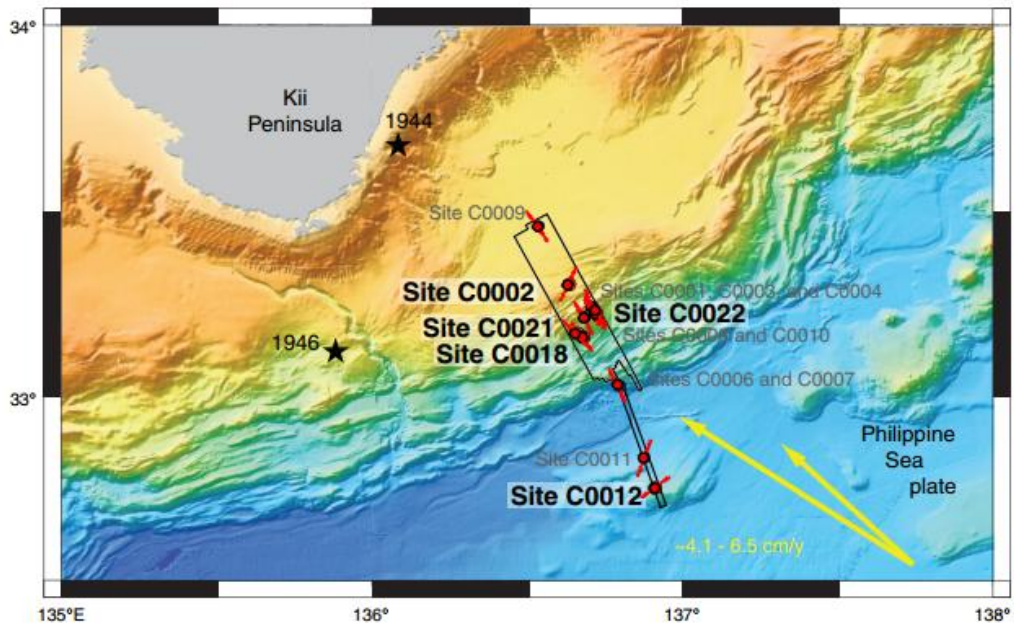 34°
Kii
Peninsula
1944
Site C0009
Site C0002
Sites C0001, C0003, and C0004
Site C0022
Site C0021
Sites C0008 and C0010
Site C0018
1946
33°
Sites C0006 and C0007
Philippine
Sea
plate
Site C0011
Site C0012
~4.1 - 6.5 cm/y
135°E
136°
137°
138°